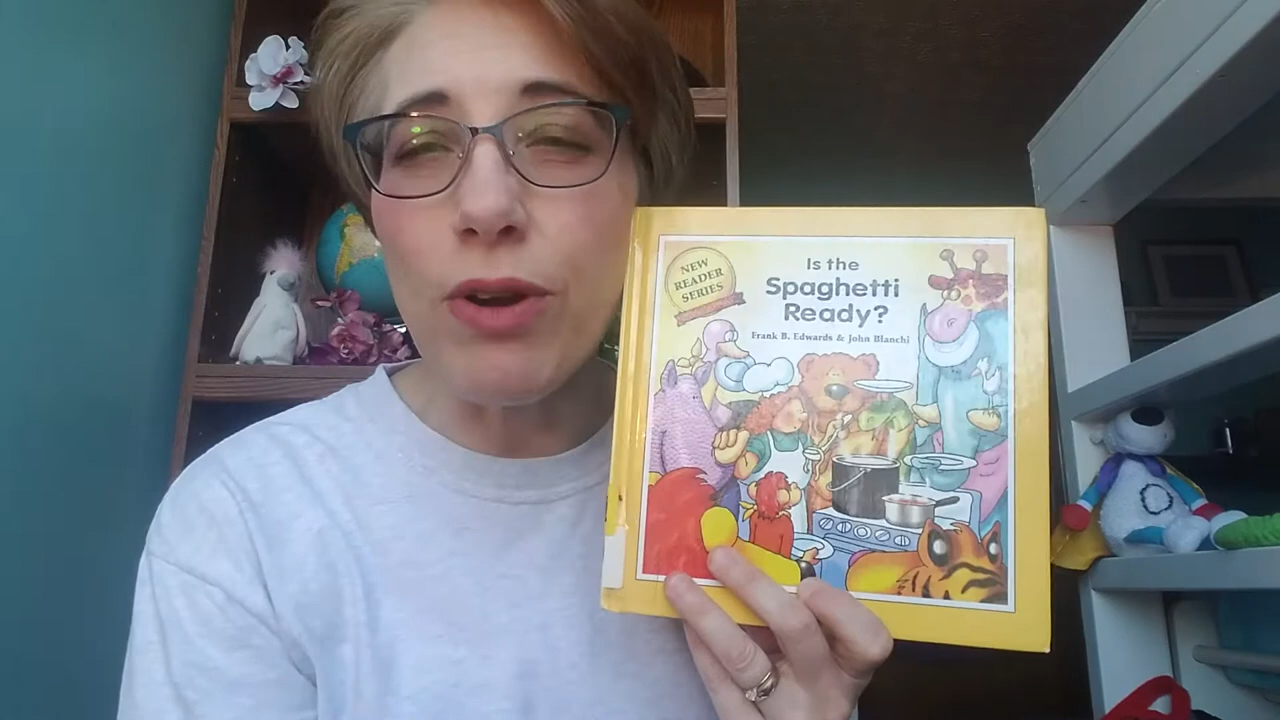 NEW
READER
SERIES
Is the
Spaghetti
Ready?
Frank B. Edwards & John Bianchi